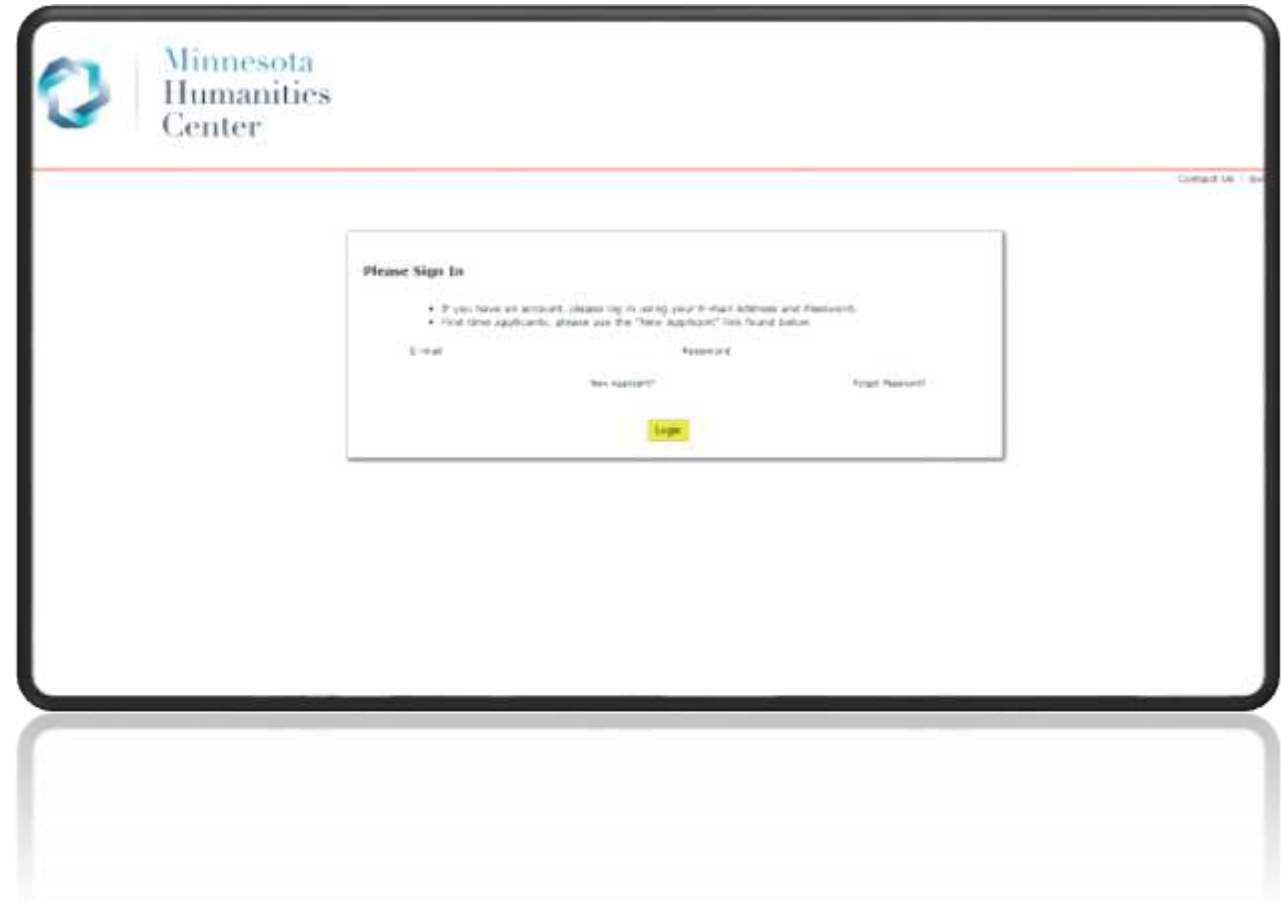 Minnesota
Humanities
Center
Contact Us
Please Sign In
• If you have an account, please log in using your E-mail Address and Password.
• First time applicants, please use the "New Applicant" link found below.
E-mail Password
New Applicant? Forgot Password?
Login